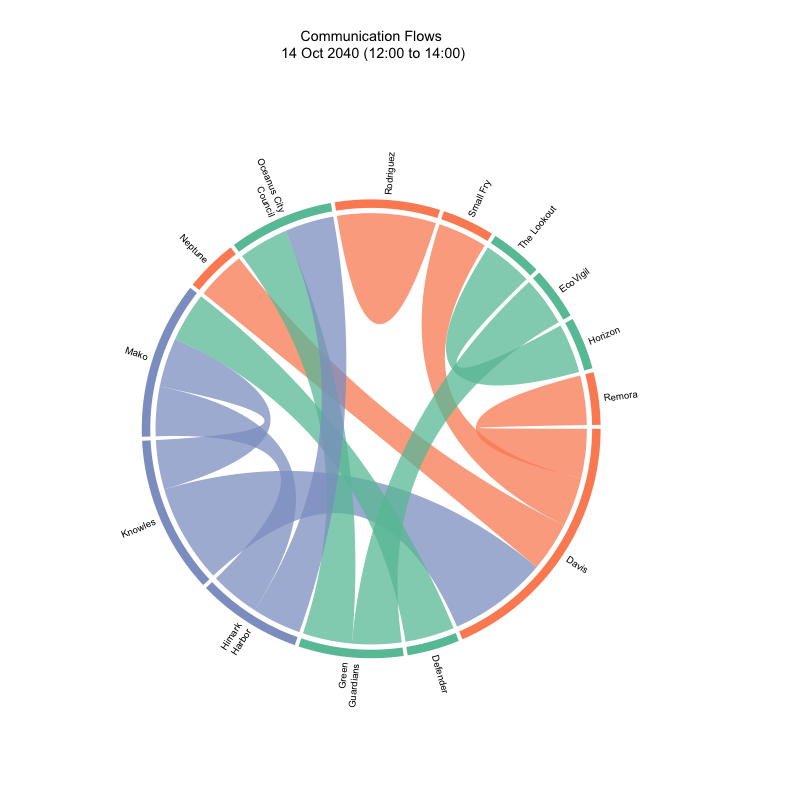 Communication Flows
14 Oct 2040 (12:00 to 14:00)
Rodriguez
Small Fry
The Lookout
EcoVigil
Horizon
Remora
Davis
Defender
Green
Guardians
Himark
Harbor
Knowles
Mako
Neptune
Oceanus City
Council